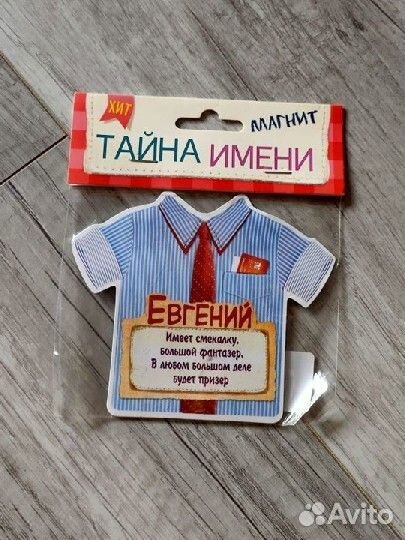 ХИТ
МАГНИТ
ТАЙНА ИМЕНИ
ЕВГЕНИЙ
Имеет смекалку,
большой фантазер.
В любом большом деле
будет призер
Avito